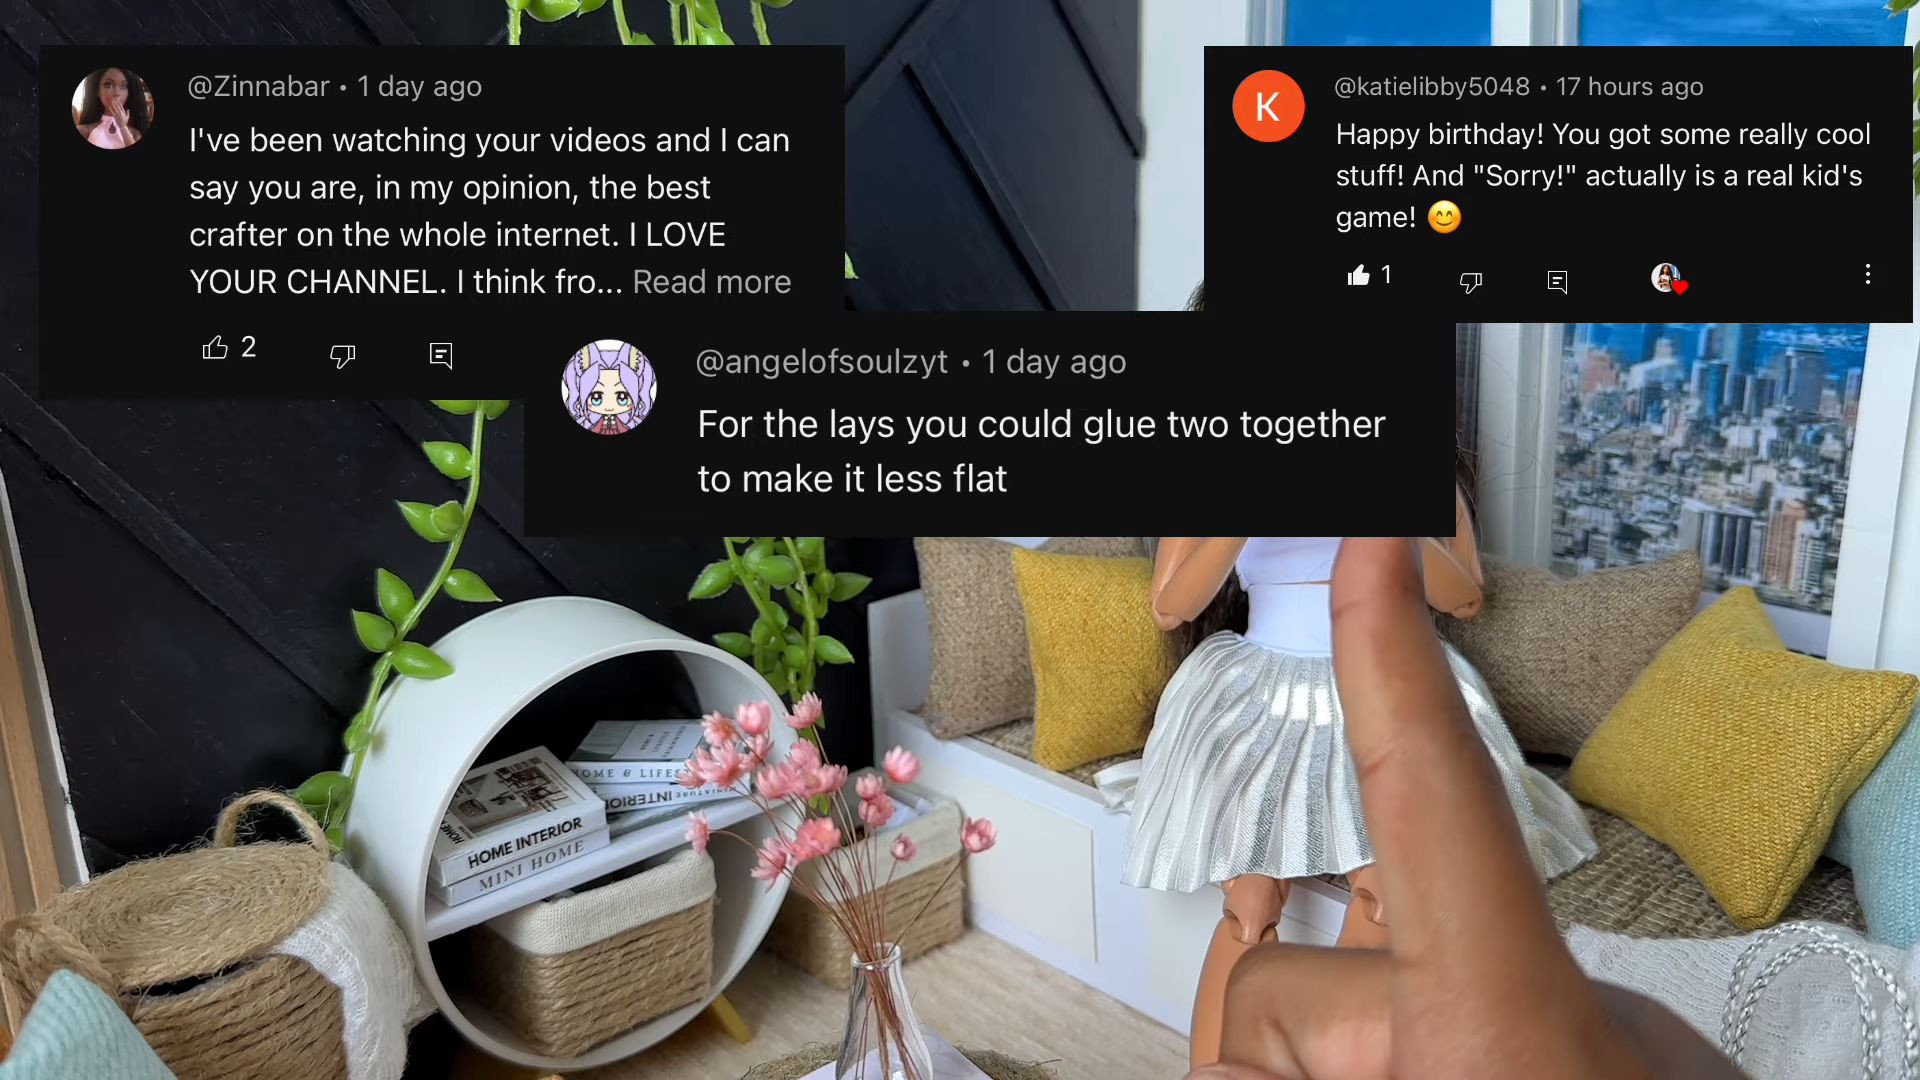 @Zinnabar • 1 day ago
I've been watching your videos and I can
say you are, in my opinion, the best
crafter on the whole internet. I LOVE
YOUR CHANNEL. I think fro... Read more
2
K
@katielibby5048 • 17 hours ago
Happy birthday! You got some really cool
stuff! And "Sorry!" actually is a real kid's
game! 😊
1
@angelofsoulzyt • 1 day ago
For the lays you could glue two together
to make it less flat
HOME INTERIOR
MINI HOME
HOME & LIFES
INTERIO